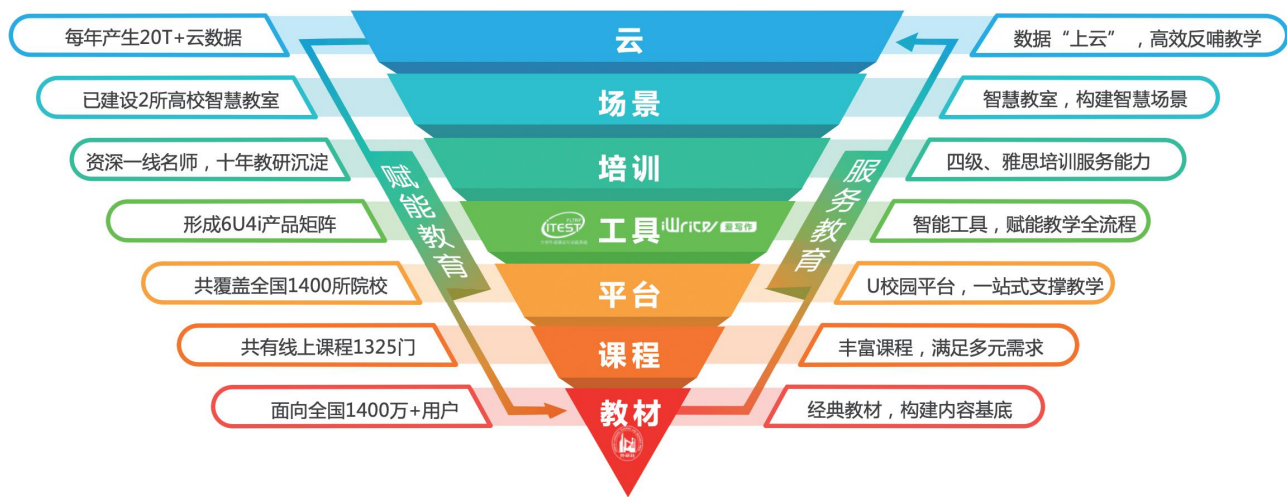 每年产生20T+云数据
云
数据“上云”，高效反哺教学
已建设2所高校智慧教室
场景
智慧教室，构建智慧场景
资深一线名师，十年教研沉淀
培训
四级、雅思培训服务能力
赋能教育
服务教育
形成6U4i产品矩阵
FLTRP
iTEST
工具
iWrite 爱写作
智能工具，赋能教学全流程
共覆盖全国1400所院校
平台
U校园平台，一站式支撑教学
共有线上课程1325门
课程
丰富课程，满足多元需求
面向全国1400万+用户
教材
经典教材，构建内容基底
外研社